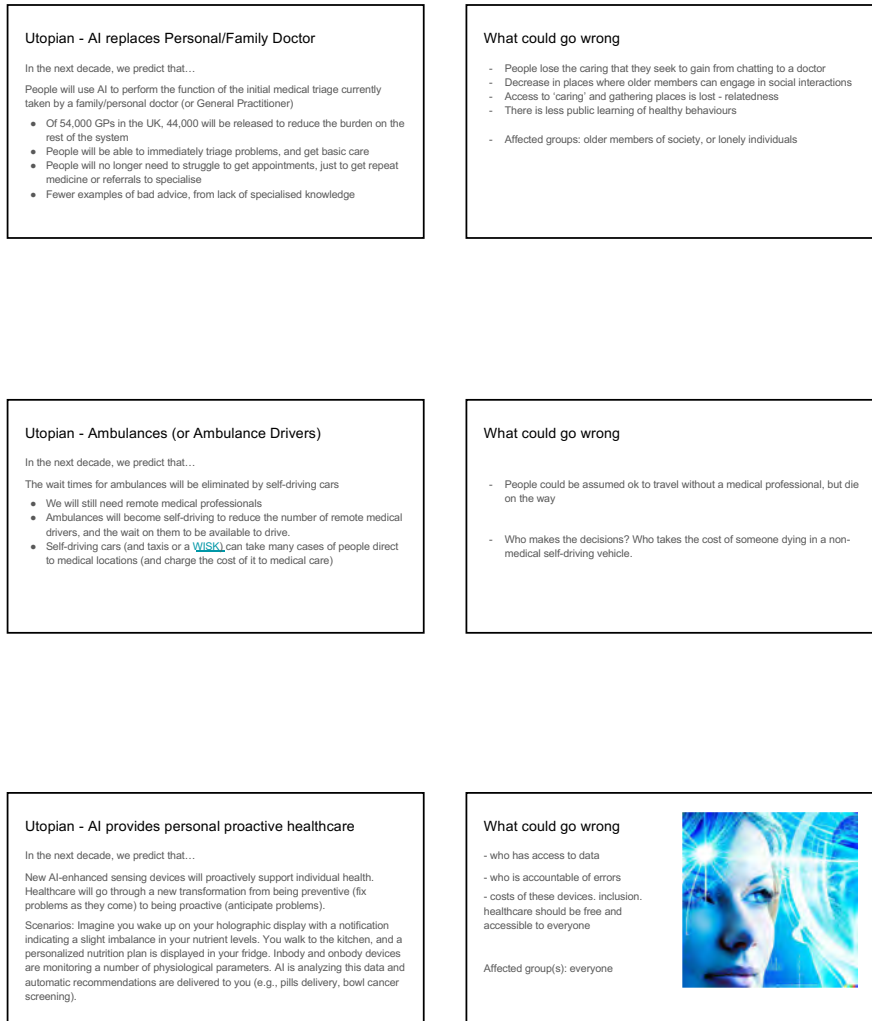 Utopian - AI replaces Personal/Family Doctor
In the next decade, we predict that…
People will use AI to perform the function of the initial medical triage currently
taken by a family/personal doctor (or General Practitioner)
● Of 54,000 GPs in the UK, 44,000 will be released to reduce the burden on the
rest of the system
● People will be able to immediately triage problems, and get basic care
● People will no longer need to struggle to get appointments, just to get repeat
medicine or referrals to specialise
● Fewer examples of bad advice, from lack of specialised knowledge
What could go wrong
- People lose the caring that they seek to gain from chatting to a doctor
- Decrease in places where older members can engage in social interactions
- Access to ‘caring’ and gathering places is lost - relatedness
- There is less public learning of healthy behaviours
- Affected groups: older members of society, or lonely individuals
Utopian - Ambulances (or Ambulance Drivers)
In the next decade, we predict that…
The wait times for ambulances will be eliminated by self-driving cars
● We will still need remote medical professionals
● Ambulances will become self-driving to reduce the number of remote medical
drivers, and the wait on them to be available to drive.
● Self-driving cars (and taxis or a WISK) can take many cases of people direct
to medical locations (and charge the cost of it to medical care)
What could go wrong
- People could be assumed ok to travel without a medical professional, but die
on the way
- Who makes the decisions? Who takes the cost of someone dying in a non-
medical self-driving vehicle.
Utopian - AI provides personal proactive healthcare
In the next decade, we predict that…
New AI-enhanced sensing devices will proactively support individual health.
Healthcare will go through a new transformation from being preventive (fix
problems as they come) to being proactive (anticipate problems).
Scenarios: Imagine you wake up on your holographic display with a notification
indicating a slight imbalance in your nutrient levels. You walk to the kitchen, and a
personalized nutrition plan is displayed in your fridge. Inbody and onbody devices
are monitoring a number of physiological parameters. AI is analyzing this data and
automatic recommendations are delivered to you (e.g., pills delivery, bowl cancer
screening).
What could go wrong
- who has access to data
- who is accountable of errors
- costs of these devices. inclusion.
healthcare should be free and
accessible to everyone
Affected group(s): everyone